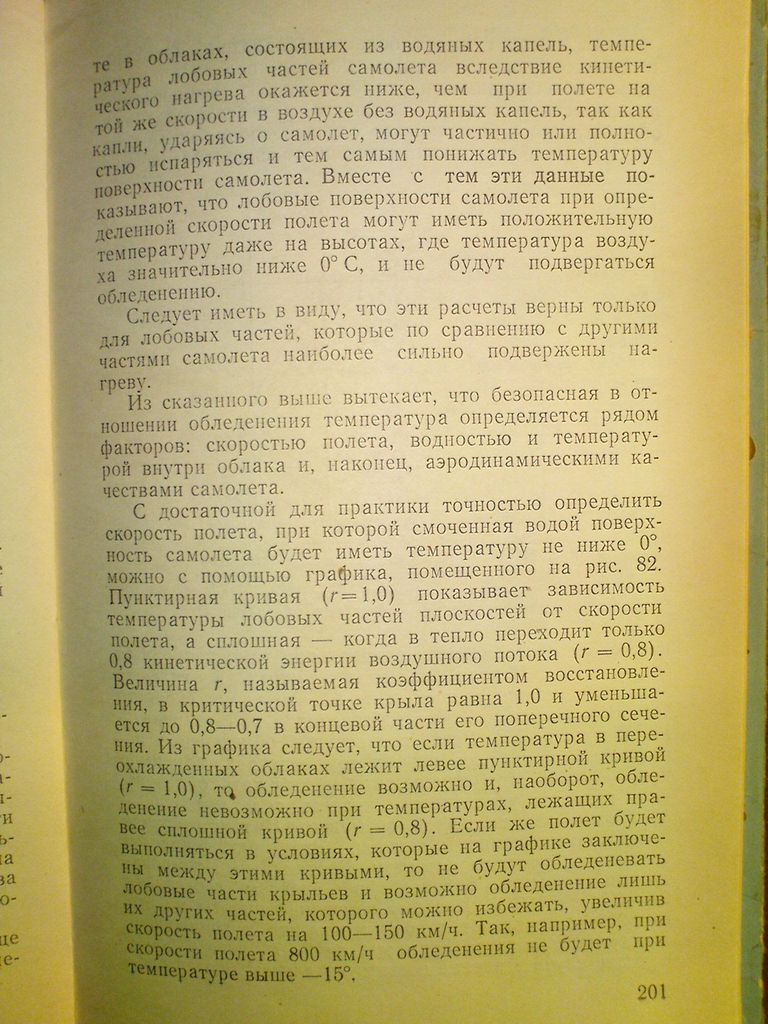 те в облаках, состоящих из водяных капель, темпе-
ратура лобовых частей самолета вследствие кинети-
ческого нагрева окажется ниже, чем при полете на
той же скорости в воздухе без водяных капель, так как
капли, ударяясь о самолет, могут частично или полно-
стью испаряться и тем самым понижать температуру
поверхности самолета. Вместе с тем эти данные по-
казывают, что лобовые поверхности самолета при опре-
деленной скорости полета могут иметь положительную
температуру даже на высотах, где температура возду-
ха значительно ниже 0° С, и не будут подвергаться
обледенению.
Следует иметь в виду, что эти расчеты верны только
для лобовых частей, которые по сравнению с другими
частями самолета наиболее сильно подвержены на-
греву.
Из сказанного выше вытекает, что безопасная в от-
ношении обледенения температура определяется рядом
факторов: скоростью полета, водностью и температу-
рой внутри облака и, наконец, аэродинамическими ка-
чествами самолета.
С достаточной для практики точностью определить
скорость полета, при которой смоченная водой поверх-
ность самолета будет иметь температуру не ниже 0°,
можно с помощью графика, помещенного на рис. 82.
Пунктирная кривая (r = 1,0) показывает зависимость
температуры лобовых частей плоскостей от скорости
полета, а сплошная — когда в тепло переходит только
0,8 кинетической энергии воздушного потока (r = 0,8).
Величина r, называемая коэффициентом восстановле-
ния, в критической точке крыла равна 1,0 и уменьша-
ется до 0,8—0,7 в концевой части его поперечного сече-
ния. Из графика следует, что если температура в пере-
охлажденных облаках лежит левее пунктирной кривой
(r = 1,0), то обледенение возможно и, наоборот, обле-
денение невозможно при температурах, лежащих пра-
вее сплошной кривой (r = 0,8). Если же полет будет
выполняться в условиях, которые на графике заключе-
ны между этими кривыми, то не будут обледеневать
лобовые части крыльев и возможно обледенение лишь
их других частей, которого можно избежать, увеличив
скорость полета на 100—150 км/ч. Так, например, при
скорости полета 800 км/ч обледенения не будет при
температуре выше —15°.
201